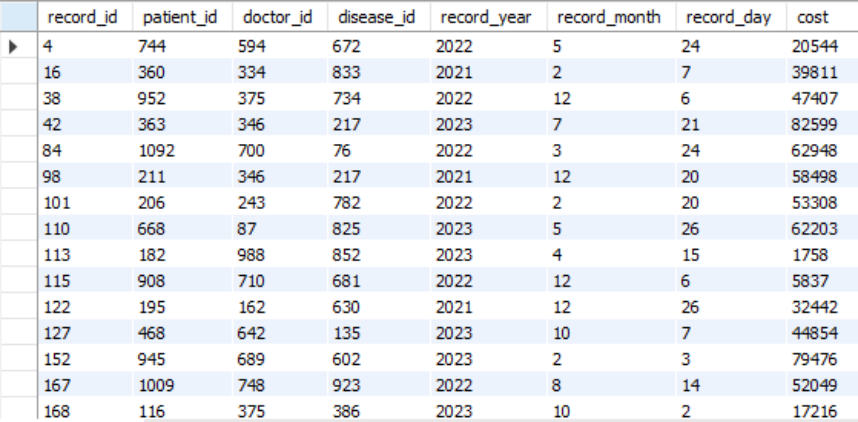 record_id patient_id doctor_id disease_id record_year record_month record_day cost
4 744 594 672 2022 5 24 20544
16 360 334 833 2021 2 7 39811
38 952 375 734 2022 12 6 47407
42 363 346 217 2023 7 21 82599
84 1092 700 76 2022 3 24 62948
98 211 346 217 2021 12 20 58498
101 206 243 782 2022 2 20 53308
110 668 87 825 2023 5 26 62203
113 182 988 852 2023 4 15 1758
115 908 710 681 2022 12 6 5837
122 195 162 630 2021 12 26 32442
127 468 642 135 2023 10 7 44854
152 945 689 602 2023 2 3 79476
167 1009 748 923 2022 8 14 52049
168 116 375 386 2023 10 2 17216